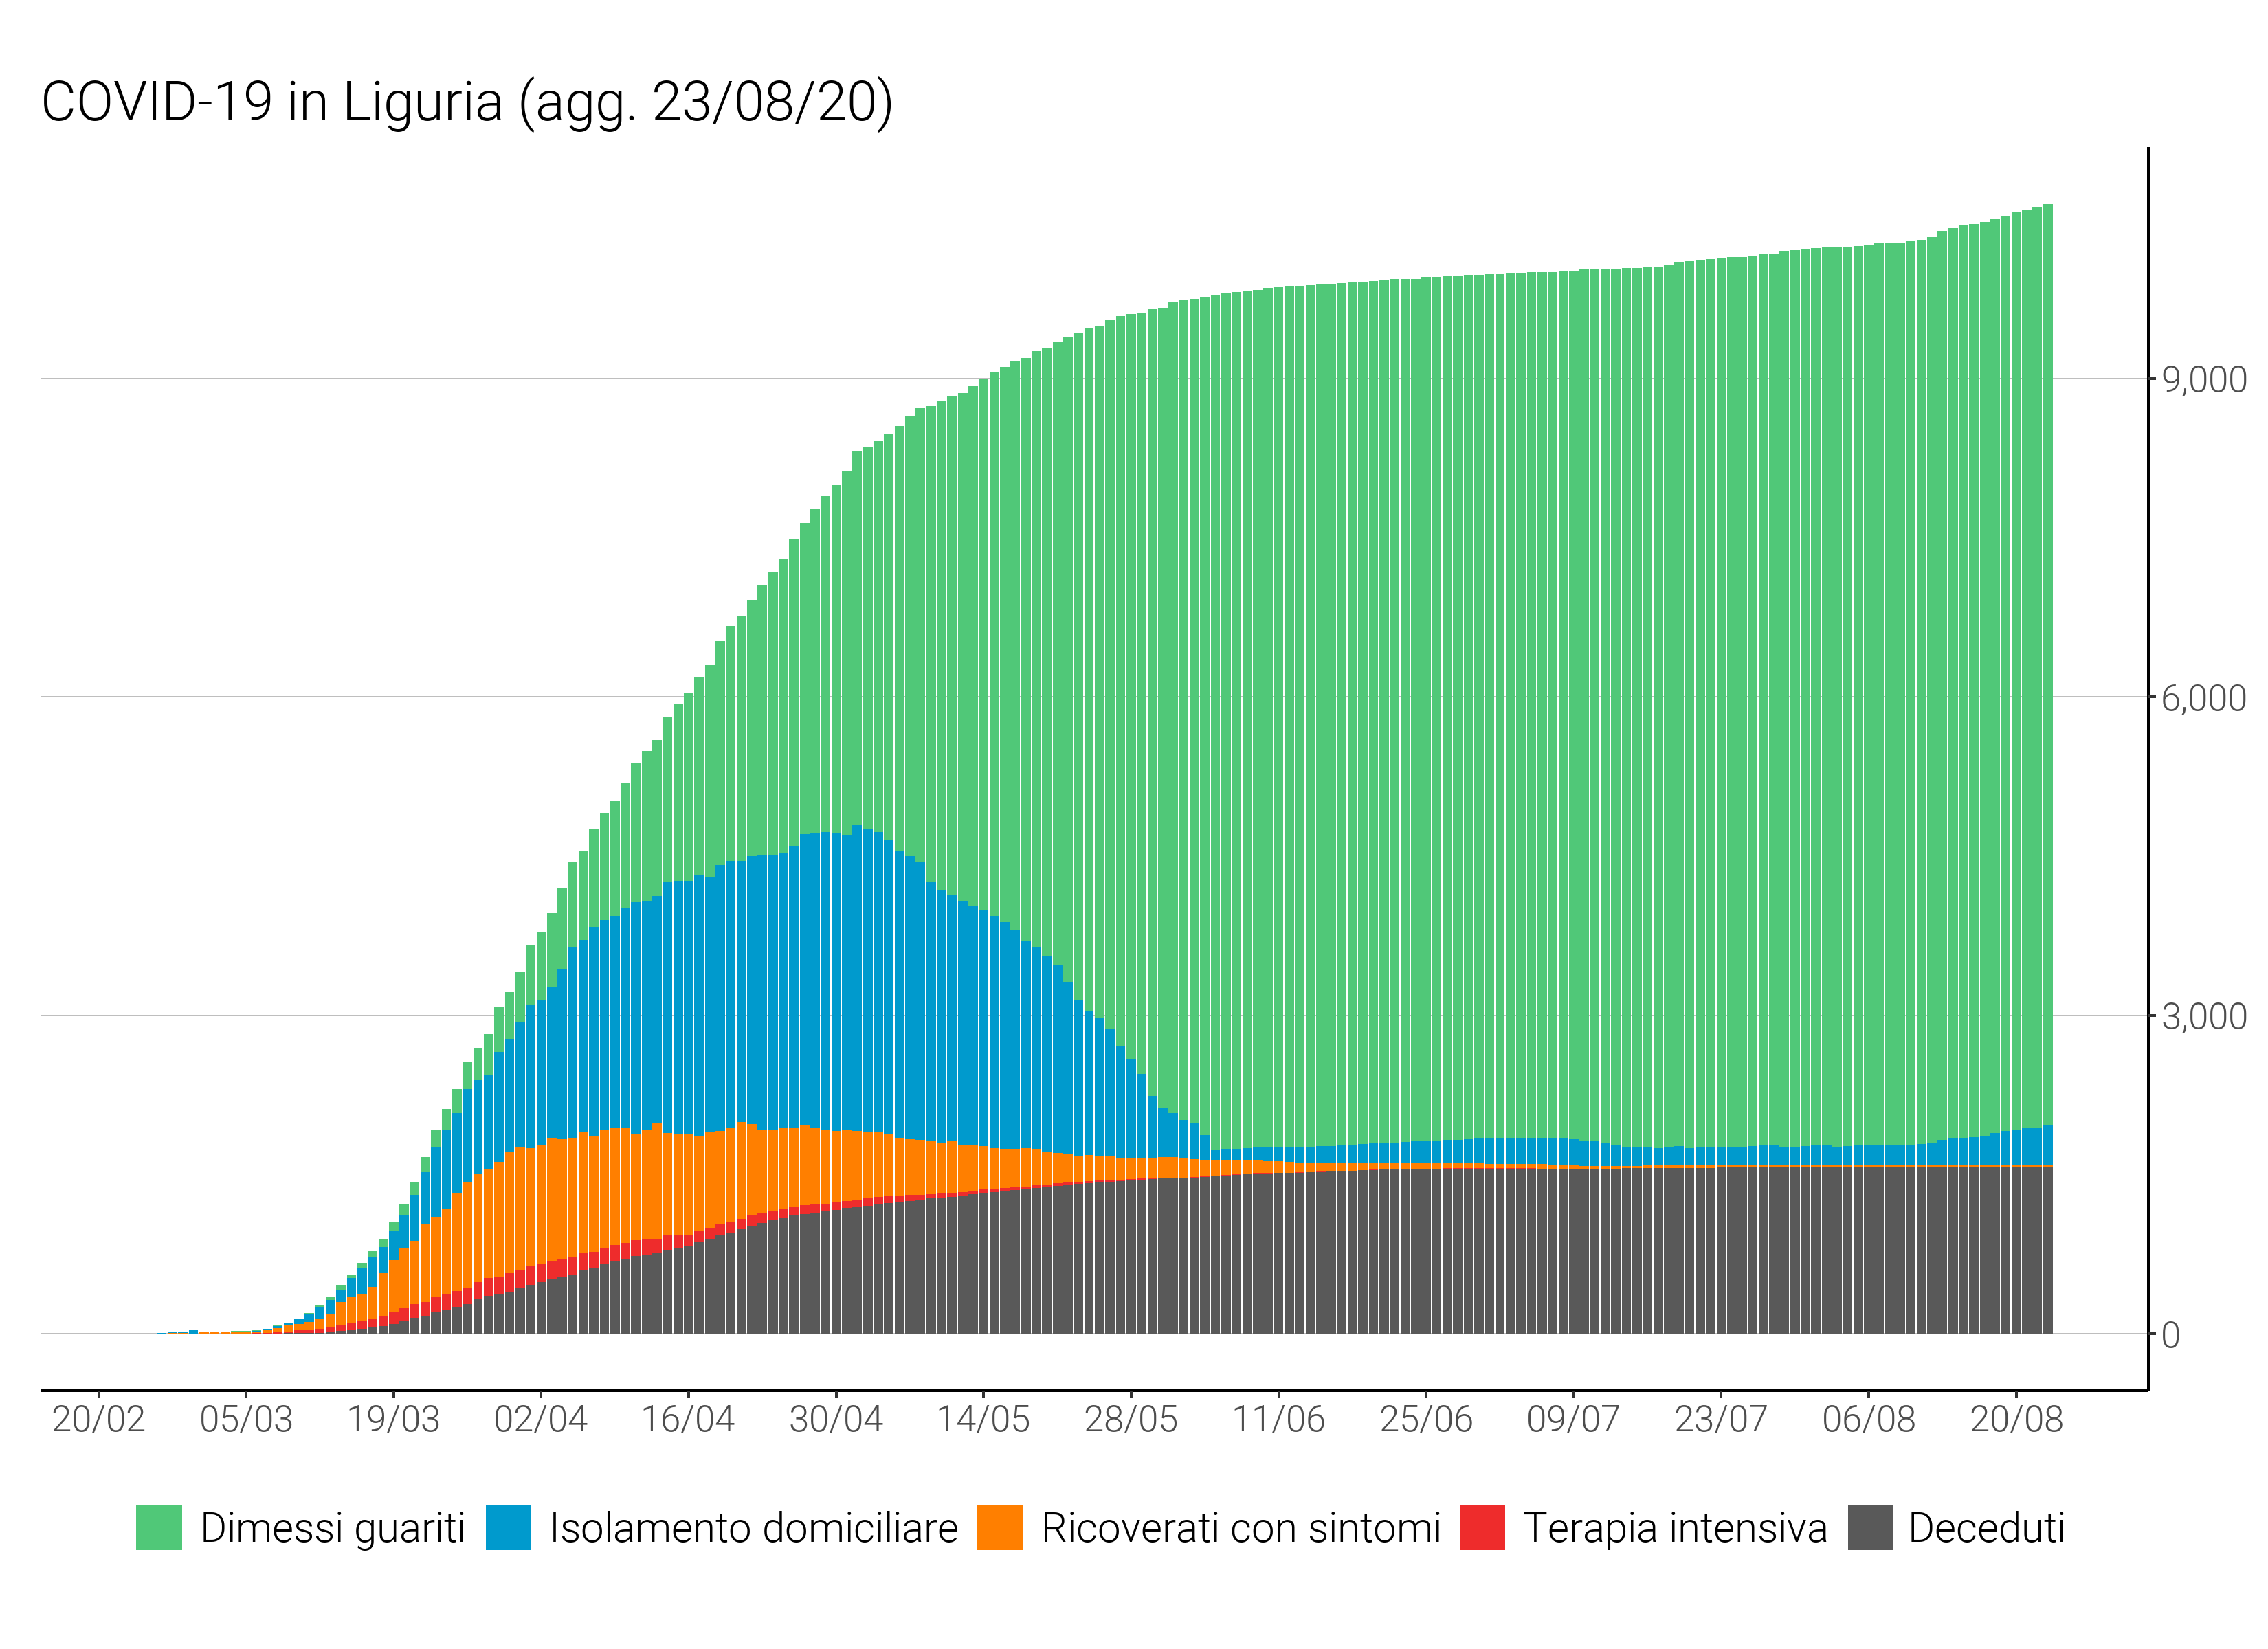 COVID-19 in Liguria (agg. 23/08/20)
9,000
6,000
3,000
0
20/02 05/03 19/03 02/04 16/04 30/04 14/05 28/05 11/06 25/06 09/07 23/07 06/08 20/08
Dimessi guariti Isolamento domiciliare Ricoverati con sintomi Terapia intensiva Deceduti